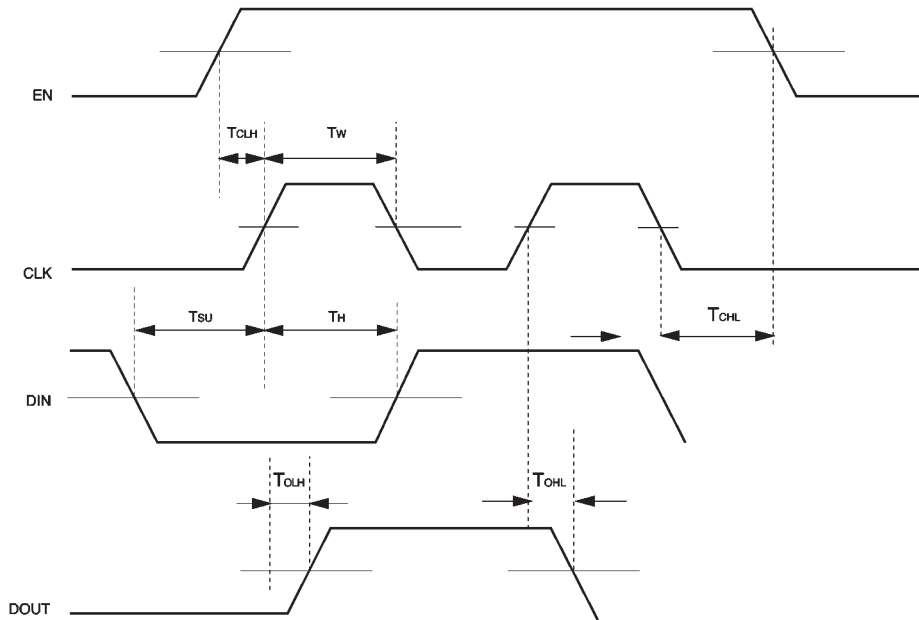 EN
TCLH TW
CLK
TSU TH TCHL
DIN
TOLH TOHL
DOUT